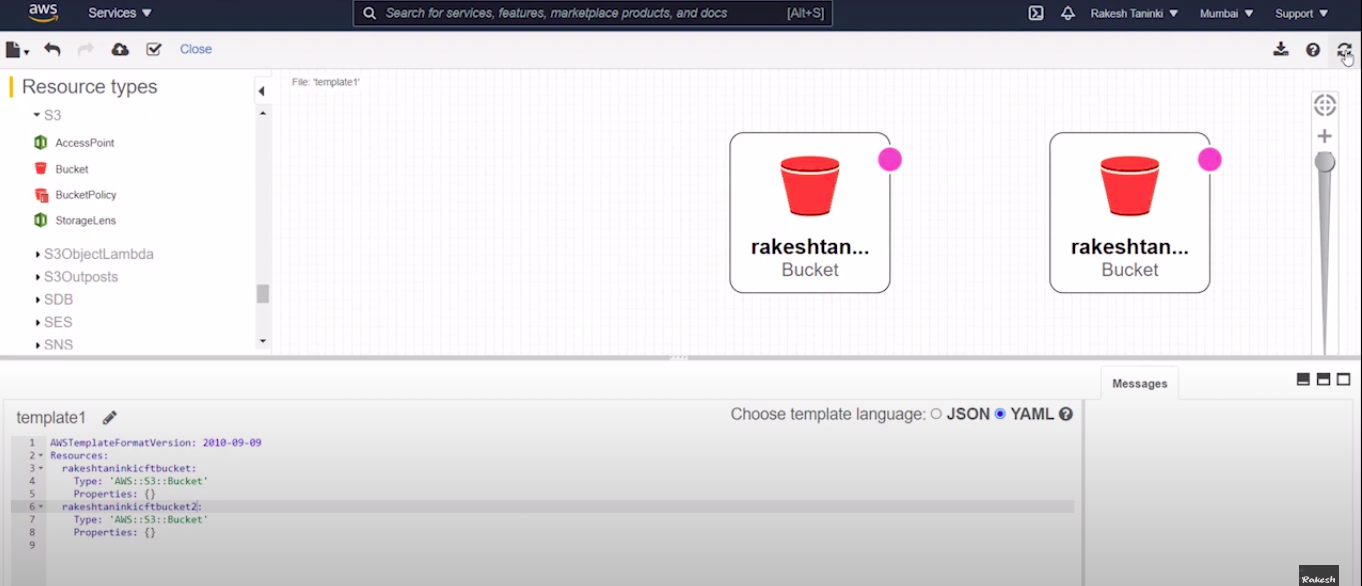 aws
Services
Search for services, features, marketplace products, and docs
[Alt+S]
Rakesh Taninki
Mumbai
Support
Close
Resource types
S3
AccessPoint
Bucket
BucketPolicy
StorageLens
S3ObjectLambda
S3Outposts
SDB
SES
SNS
File: 'template1'
rakeshtan...
Bucket
rakeshtan...
Bucket
Messages
template1
Choose template language: JSON YAML
1 AWSTemplateFormatVersion: 2010-09-09
2 Resources:
3 rakeshtaninkicftbucket:
4 Type: 'AWS::S3::Bucket'
5 Properties: {}
6 rakeshtaninkicftbucket2:
7 Type: 'AWS::S3::Bucket'
8 Properties: {}
9
Rakesh